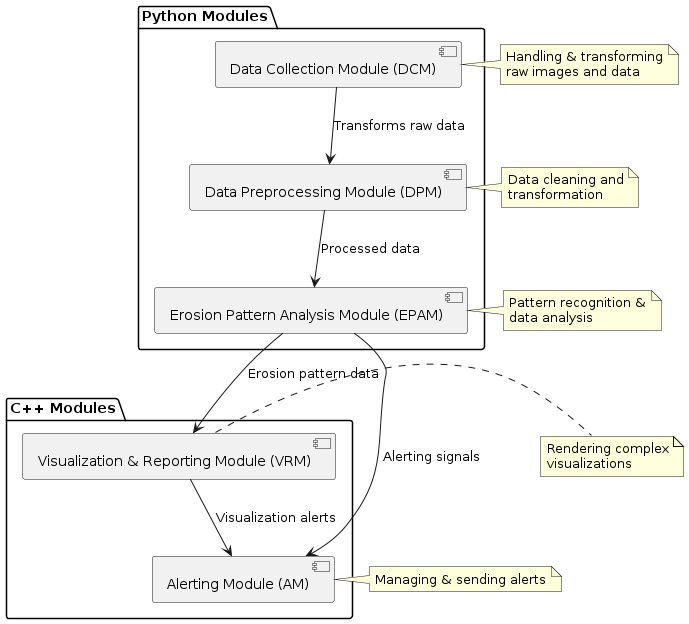 Python Modules
Data Collection Module (DCM)
Handling & transforming
raw images and data
Transforms raw data
Data Preprocessing Module (DPM)
Data cleaning and
transformation
Processed data
Erosion Pattern Analysis Module (EPAM)
Pattern recognition &
data analysis
Erosion pattern data
C++ Modules
Visualization & Reporting Module (VRM)
Rendering complex
visualizations
Alerting signals
Visualization alerts
Alerting Module (AM)
Managing & sending alerts